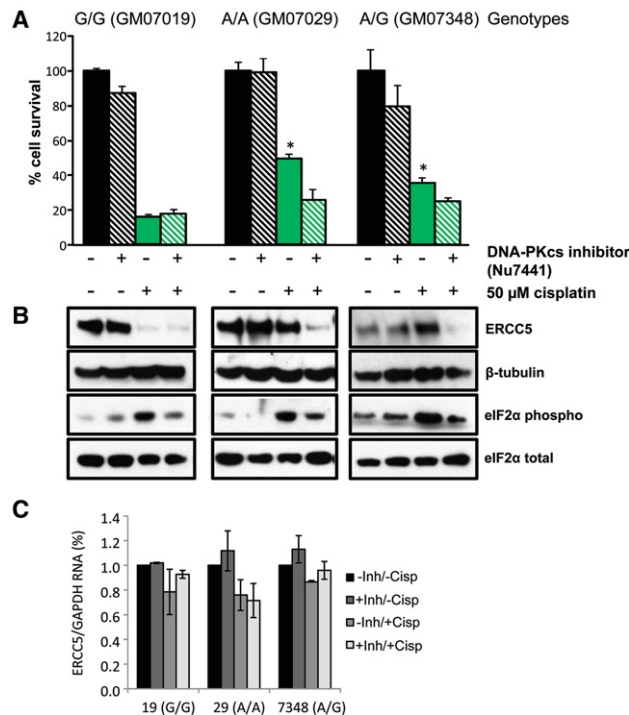 A
G/G (GM07019) A/A (GM07029) A/G (GM07348) Genotypes
% cell survival
120
100
80
60
40
20
0
* *
- + - + - + - + - + - + DNA-PKcs inhibitor
(Nu7441)
- - + + - - + + - - + + 50 µM cisplatin
B
ERCC5
β-tubulin
eIF2α phospho
eIF2α total
C
ERCC5/GAPDH RNA (%)
1.4
1.2
1.0
0.8
0.6
0.4
0.2
0.0
19 (G/G) 29 (A/A) 7348 (A/G)
-Inh/-Cisp
+Inh/-Cisp
-Inh/+Cisp
+Inh/+Cisp